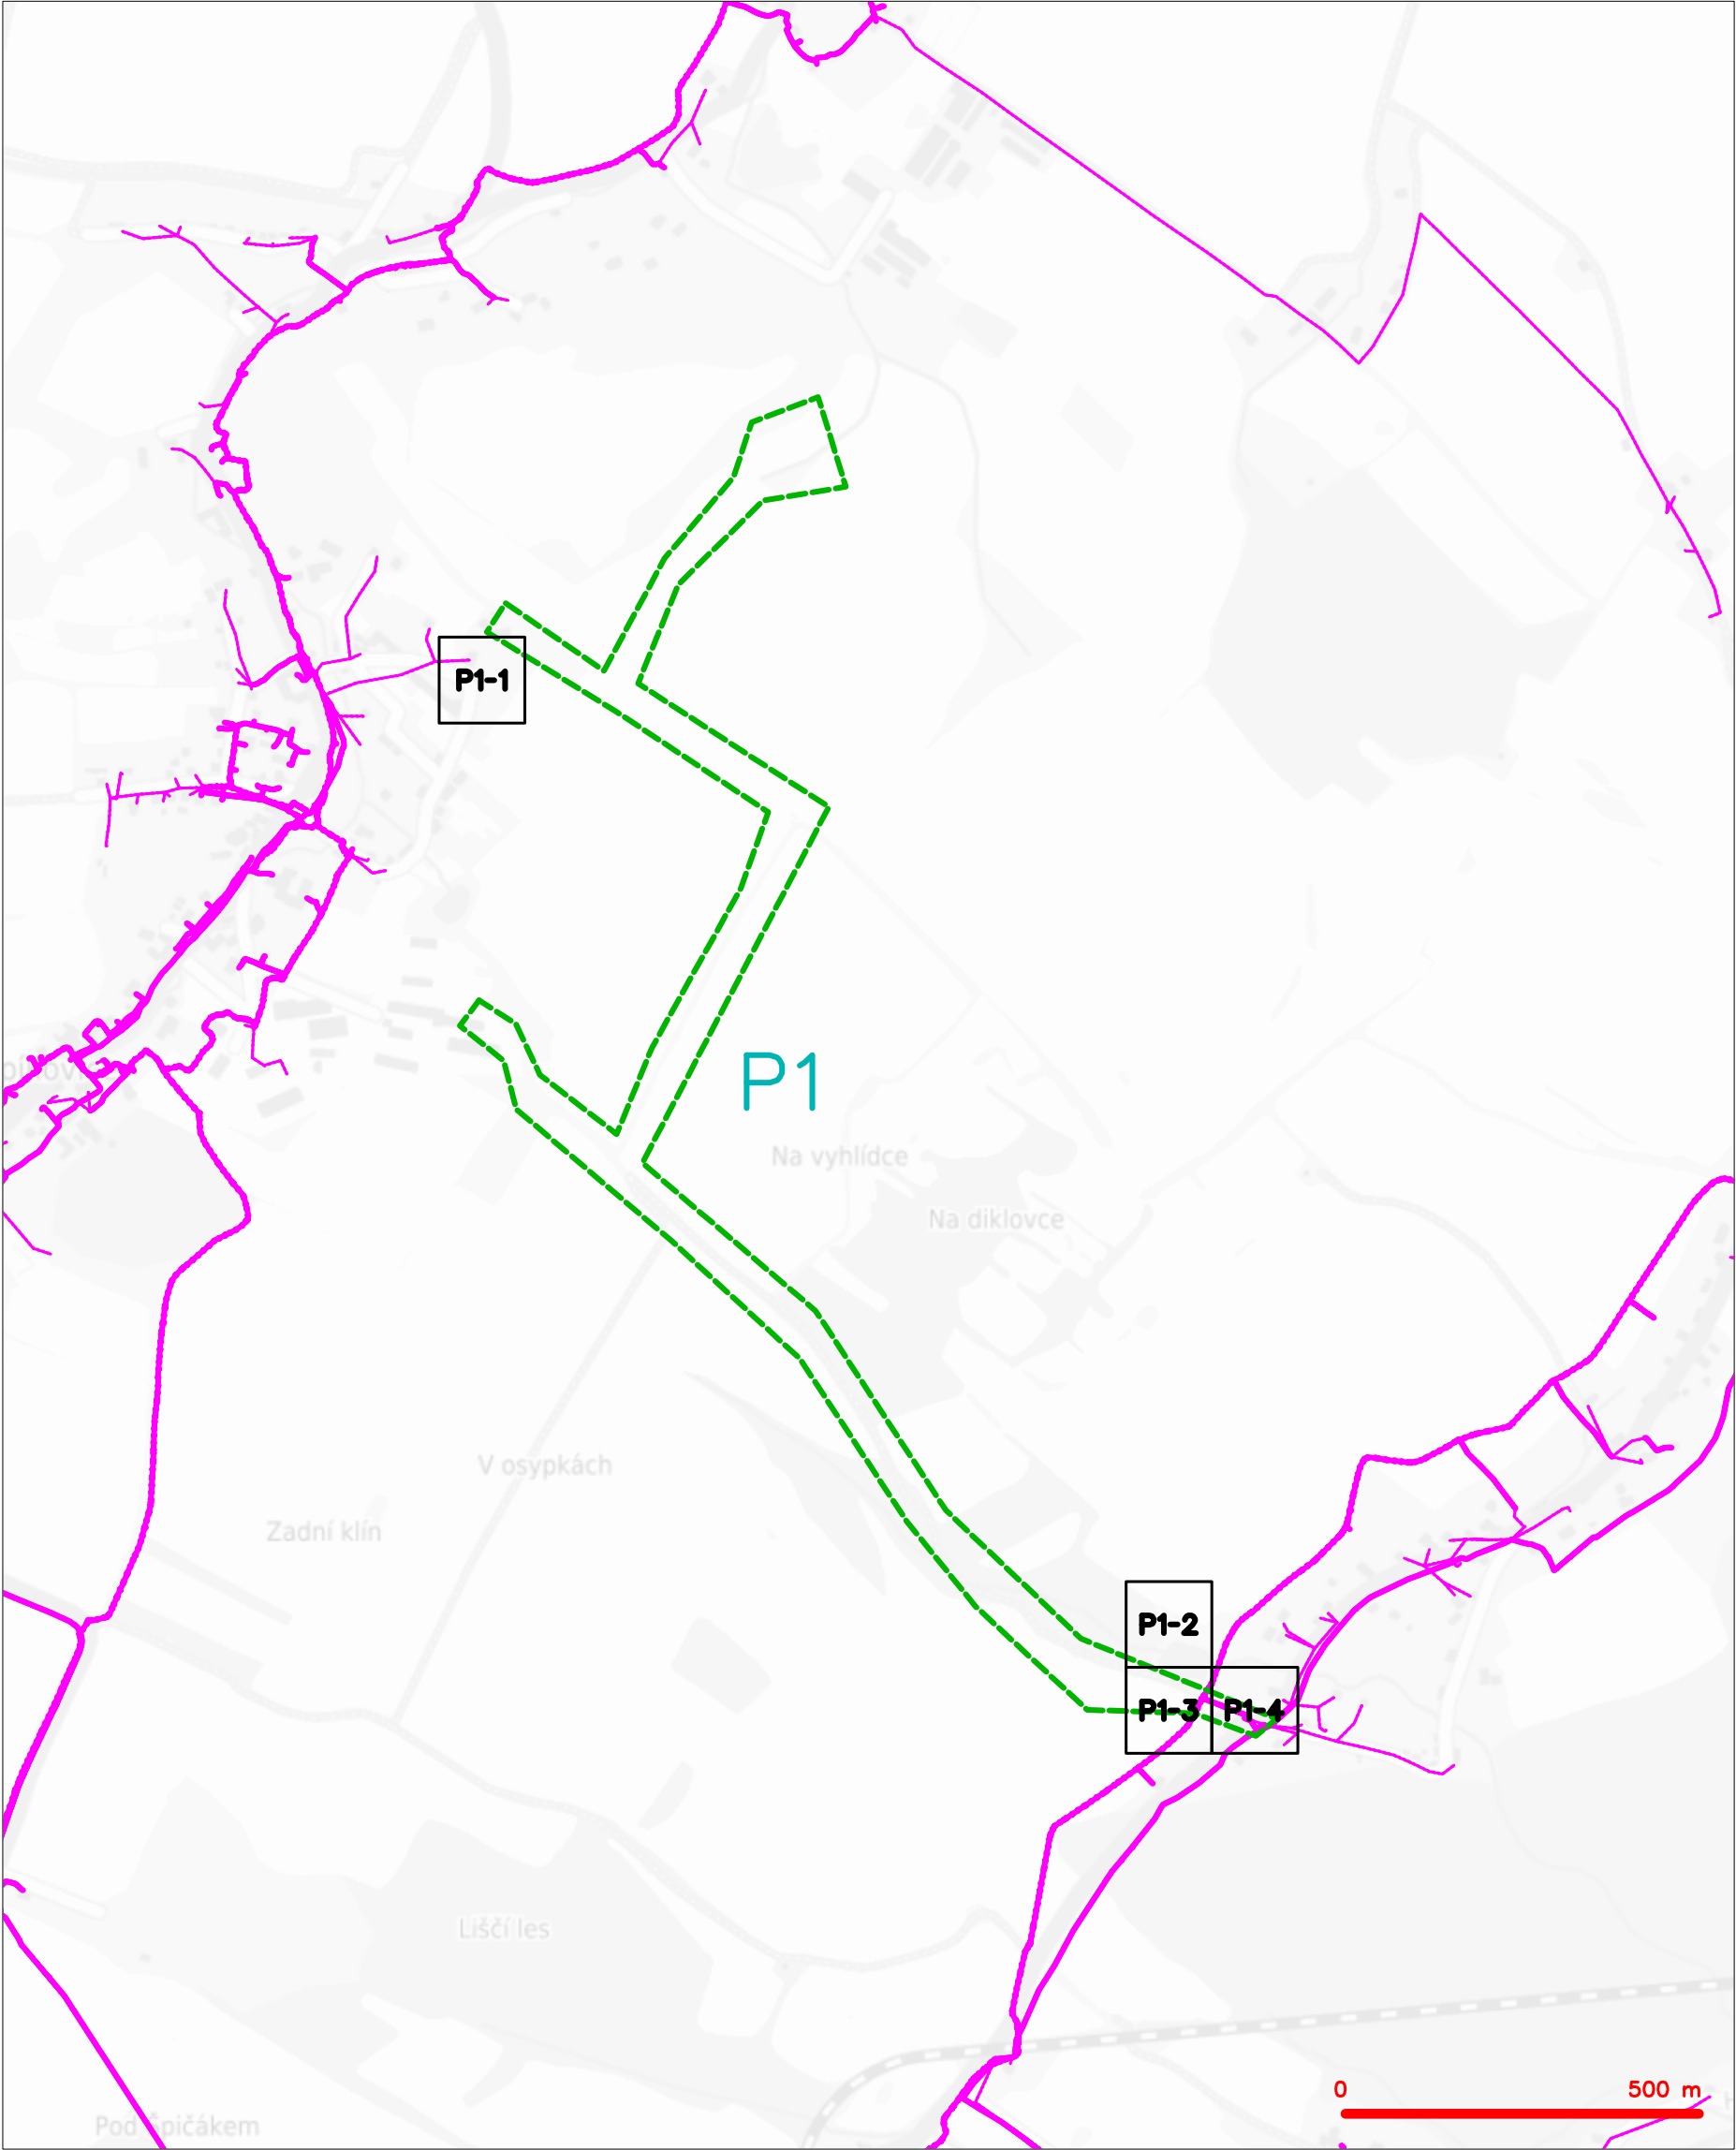 P1-1
P1
Na vyhlídce
Na diklovce
V osypkách
Zadní klín
P1-2
P1-3
P1-4
Liščí les
0
500 m
Pod Špičákem